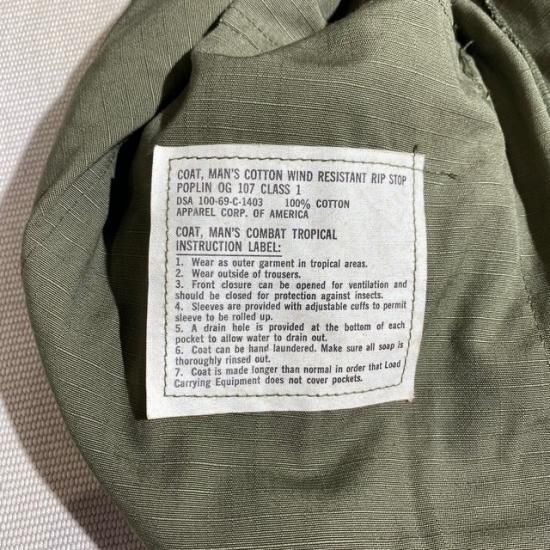 COAT, MAN'S COTTON WIND RESISTANT RIP STOP
POPLIN OG 107 CLASS 1
DSA 100-69-C-1403 100% COTTON
APPAREL CORP. OF AMERICA
COAT, MAN'S COMBAT TROPICAL
INSTRUCTION LABEL:
1. Wear as outer garment in tropical areas.
2. Wear outside of trousers.
3. Front closure can be opened for ventilation and
should be closed for protection against insects.
4. Sleeves are provided with adjustable cuffs to permit
sleeve to be rolled up.
5. A drain hole is provided at the bottom of each
pocket to allow water to drain out.
6. Coat can be hand laundered. Make sure all soap is
thoroughly rinsed out.
7. Coat is made longer than normal in order that Load
Carrying Equipment does not cover pockets.